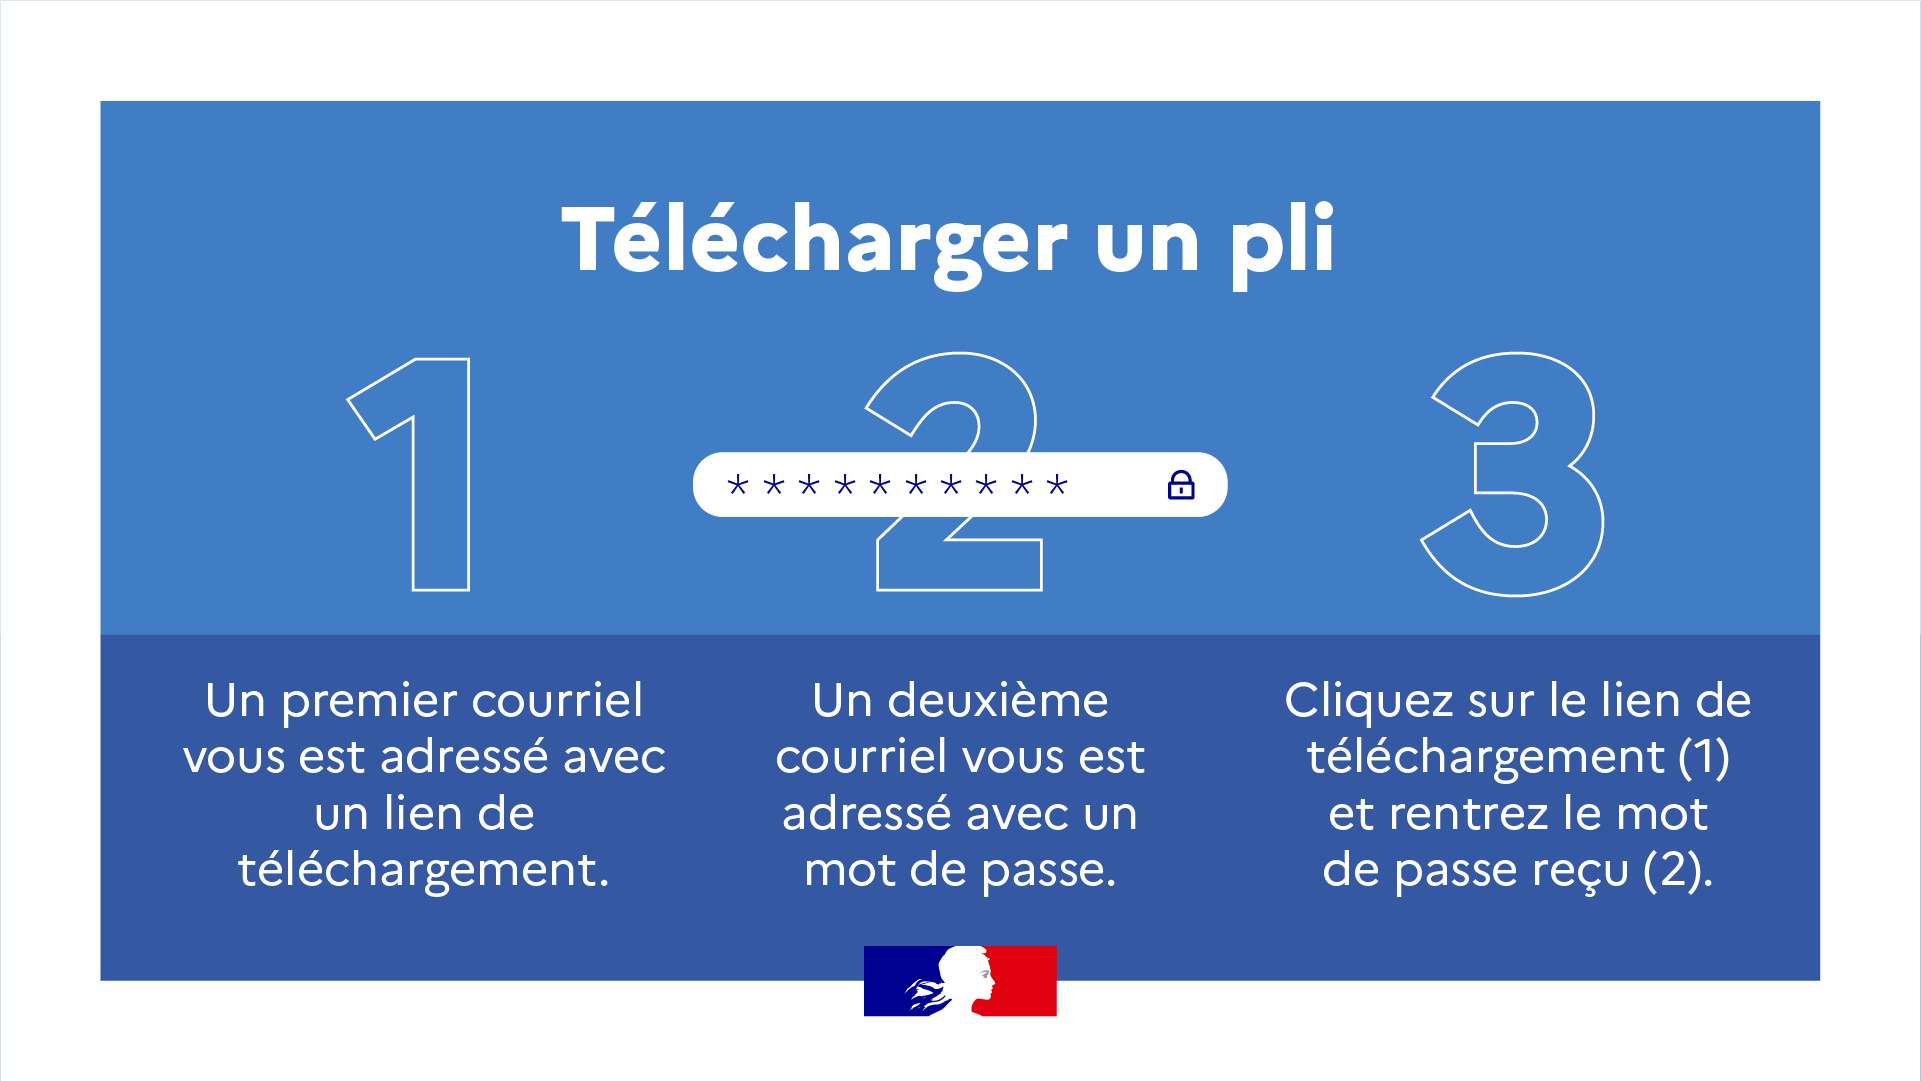 Télécharger un pli
1
2
3
**********
Un premier courriel
vous est adressé avec
un lien de
téléchargement.
Un deuxième
courriel vous est
adressé avec un
mot de passe.
Cliquez sur le lien de
téléchargement (1)
et rentrez le mot
de passe reçu (2).